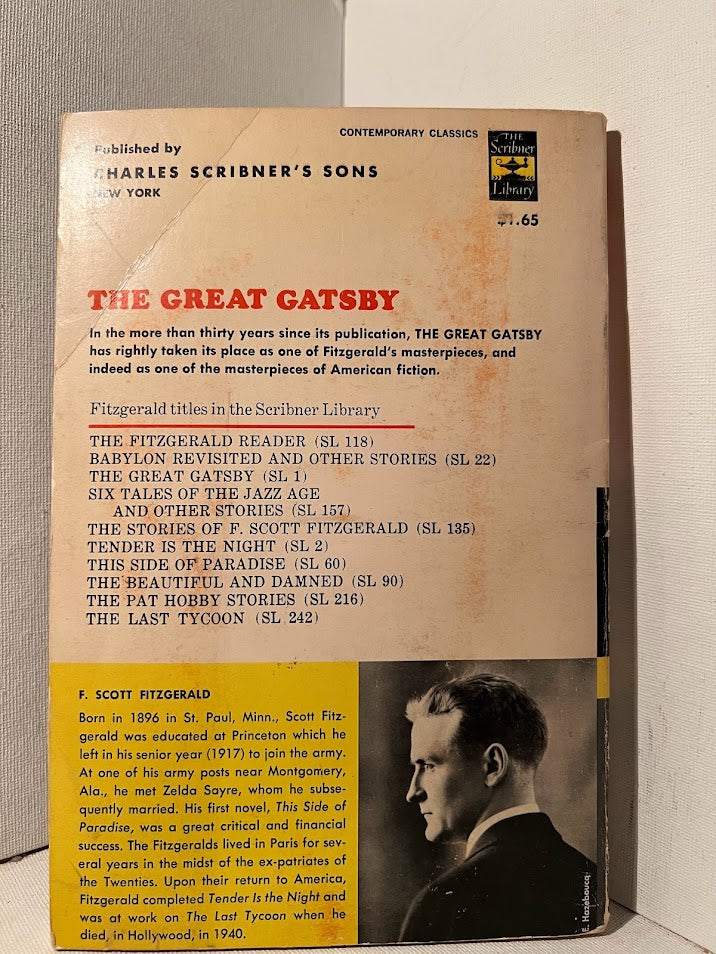 CONTEMPORARY CLASSICS
THE
Scribner
Library
$1.65
Published by
CHARLES SCRIBNER'S SONS
NEW YORK
THE GREAT GATSBY
In the more than thirty years since its publication, THE GREAT GATSBY
has rightly taken its place as one of Fitzgerald's masterpieces, and
indeed as one of the masterpieces of American fiction.
Fitzgerald titles in the Scribner Library
THE FITZGERALD READER (SL 118)
BABYLON REVISITED AND OTHER STORIES (SL 22)
THE GREAT GATSBY (SL 1)
SIX TALES OF THE JAZZ AGE
AND OTHER STORIES (SL 157)
THE STORIES OF F. SCOTT FITZGERALD (SL 135)
TENDER IS THE NIGHT (SL 2)
THIS SIDE OF PARADISE (SL 60)
THE BEAUTIFUL AND DAMNED (SL 90)
THE PAT HOBBY STORIES (SL 216)
THE LAST TYCOON (SL 242)
F. SCOTT FITZGERALD
Born in 1896 in St. Paul, Minn., Scott Fitz-
gerald was educated at Princeton which he
left in his senior year (1917) to join the army.
At one of his army posts near Montgomery,
Ala., he met Zelda Sayre, whom he subse-
quently married. His first novel, This Side of
Paradise, was a great critical and financial
success. The Fitzgeralds lived in Paris for sev-
eral years in the midst of the ex-patriates of
the Twenties. Upon their return to America,
Fitzgerald completed Tender Is the Night and
was at work on The Last Tycoon when he
died, in Hollywood, in 1940.
E. Hazeboucq